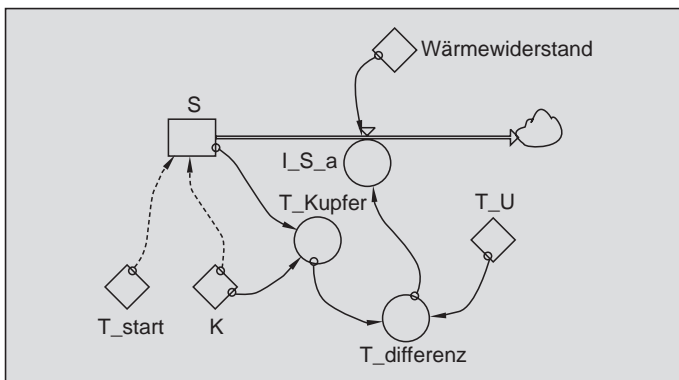 Wärmewiderstand
S
I_S_a
T_Kupfer
T_U
T_start
K
T_differenz